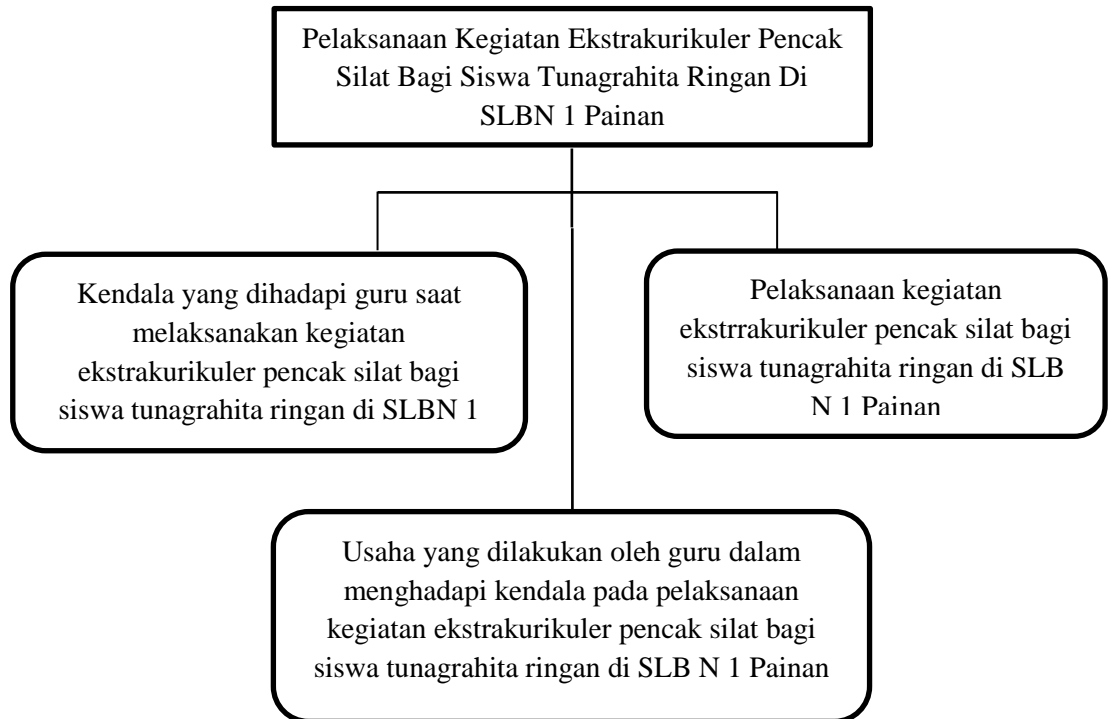 Pelaksanaan Kegiatan Ekstrakurikuler Pencak
Silat Bagi Siswa Tunagrahita Ringan Di
SLBN 1 Painan
Kendala yang dihadapi guru saat
melaksanakan kegiatan
ekstrakurikuler pencak silat bagi
siswa tunagrahita ringan di SLBN 1
Pelaksanaan kegiatan
ekstrrakurikuler pencak silat bagi
siswa tunagrahita ringan di SLB
N 1 Painan
Usaha yang dilakukan oleh guru dalam
menghadapi kendala pada pelaksanaan
kegiatan ekstrakurikuler pencak silat bagi
siswa tunagrahita ringan di SLB N 1 Painan